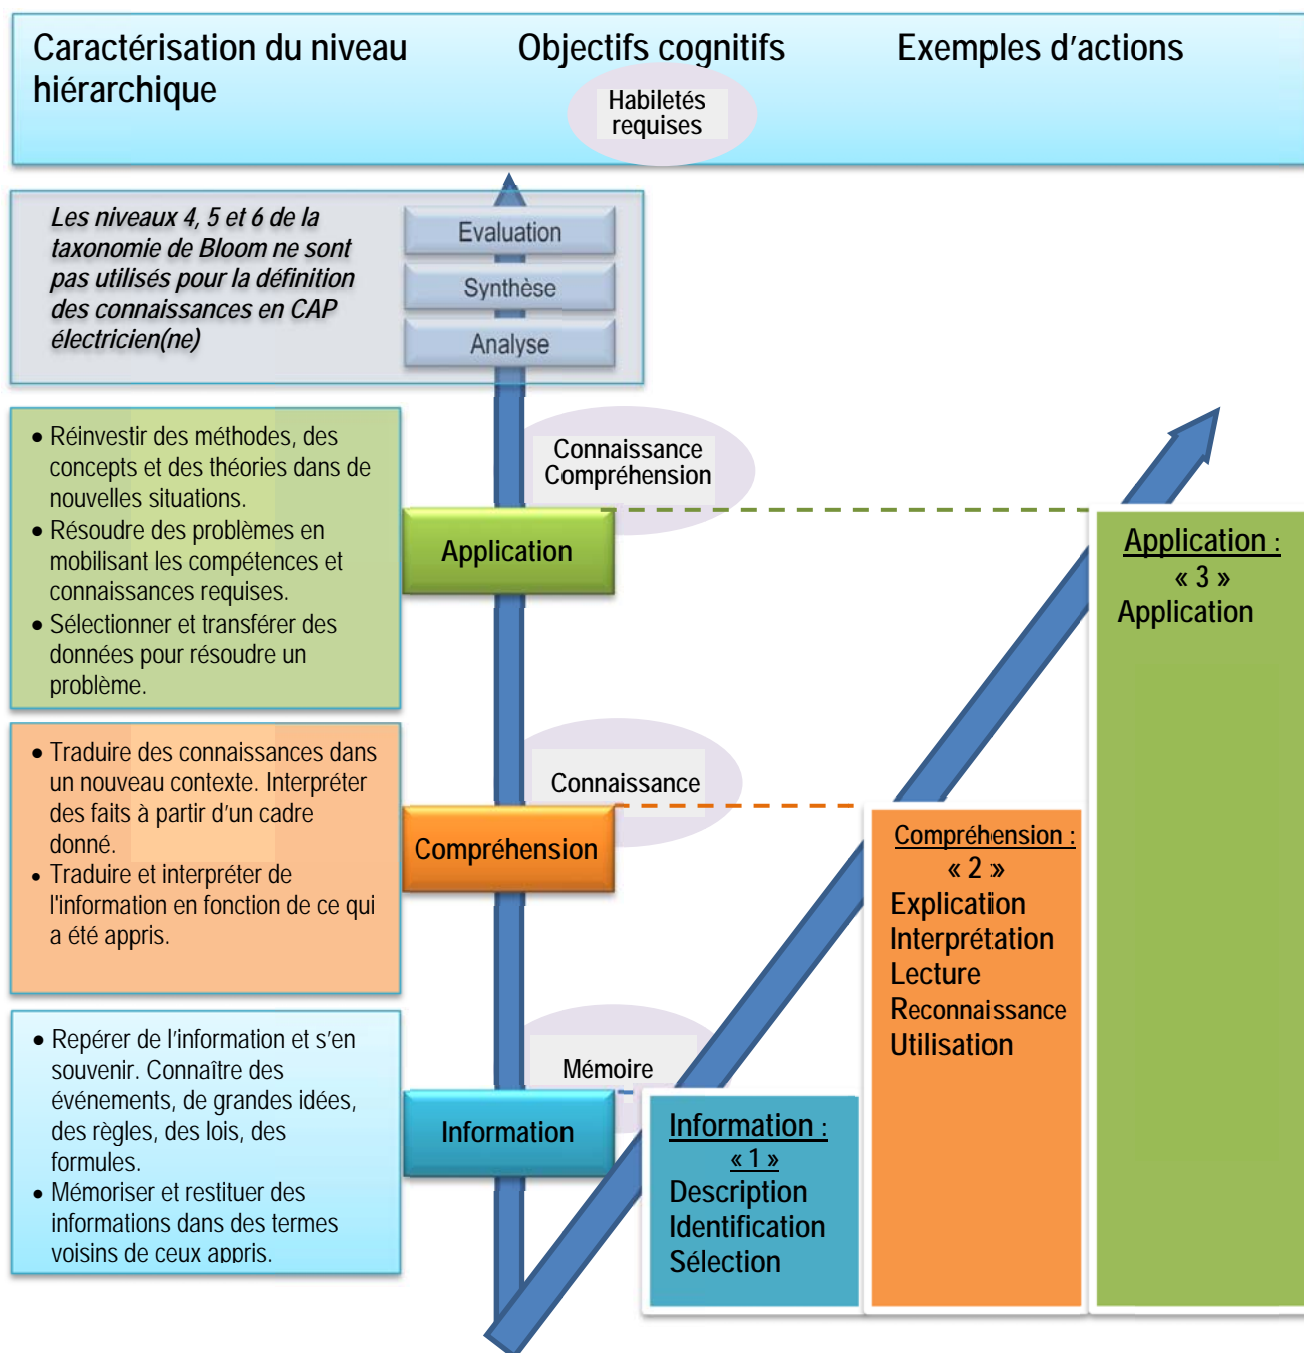 Caractérisation du niveau
hiérarchique
Objectifs cognitifs
Exemples d'actions
Habiletés
requises
Les niveaux 4, 5 et 6 de la
taxonomie de Bloom ne sont
pas utilisés pour la définition
des connaissances en CAP
électricien(ne)
Evaluation
Synthèse
Analyse
• Réinvestir des méthodes, des
concepts et des théories dans de
nouvelles situations.
• Résoudre des problèmes en
mobilisant les compétences et
connaissances requises.
• Sélectionner et transférer des
données pour résoudre un
problème.
Connaissance
Compréhension
Application
Application :
« 3 »
Application
• Traduire des connaissances dans
un nouveau contexte. Interpréter
des faits à partir d'un cadre
donné.
• Traduire et interpréter de
l'information en fonction de ce qui
a été appris.
Connaissance
Compréhension
Compréhension :
« 2 »
Explication
Interprétation
Lecture
Reconnaissance
Utilisation
• Repérer de l'information et s'en
souvenir. Connaître des
événements, de grandes idées,
des règles, des lois, des
formules.
• Mémoriser et restituer des
informations dans des termes
voisins de ceux appris.
Mémoire
Information
Information :
« 1 »
Description
Identification
Sélection